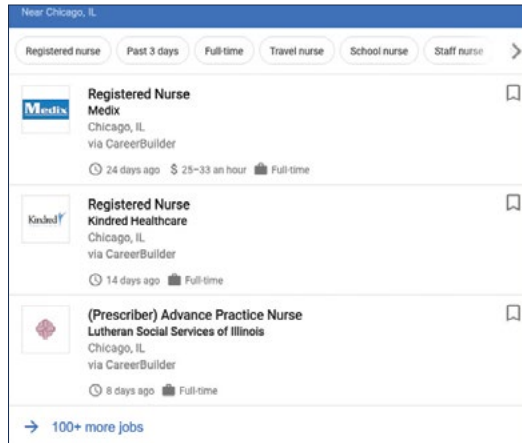 Near Chicago, IL
Registered nurse Past 3 days Full-time Travel nurse School nurse Staff nurse
Medix
Registered Nurse
Medix
Chicago, IL
via CareerBuilder
24 days ago $ 25–33 an hour Full-time
Kindred
Registered Nurse
Kindred Healthcare
Chicago, IL
via CareerBuilder
14 days ago Full-time
(Prescriber) Advance Practice Nurse
Lutheran Social Services of Illinois
Chicago, IL
via CareerBuilder
8 days ago Full-time
100+ more jobs